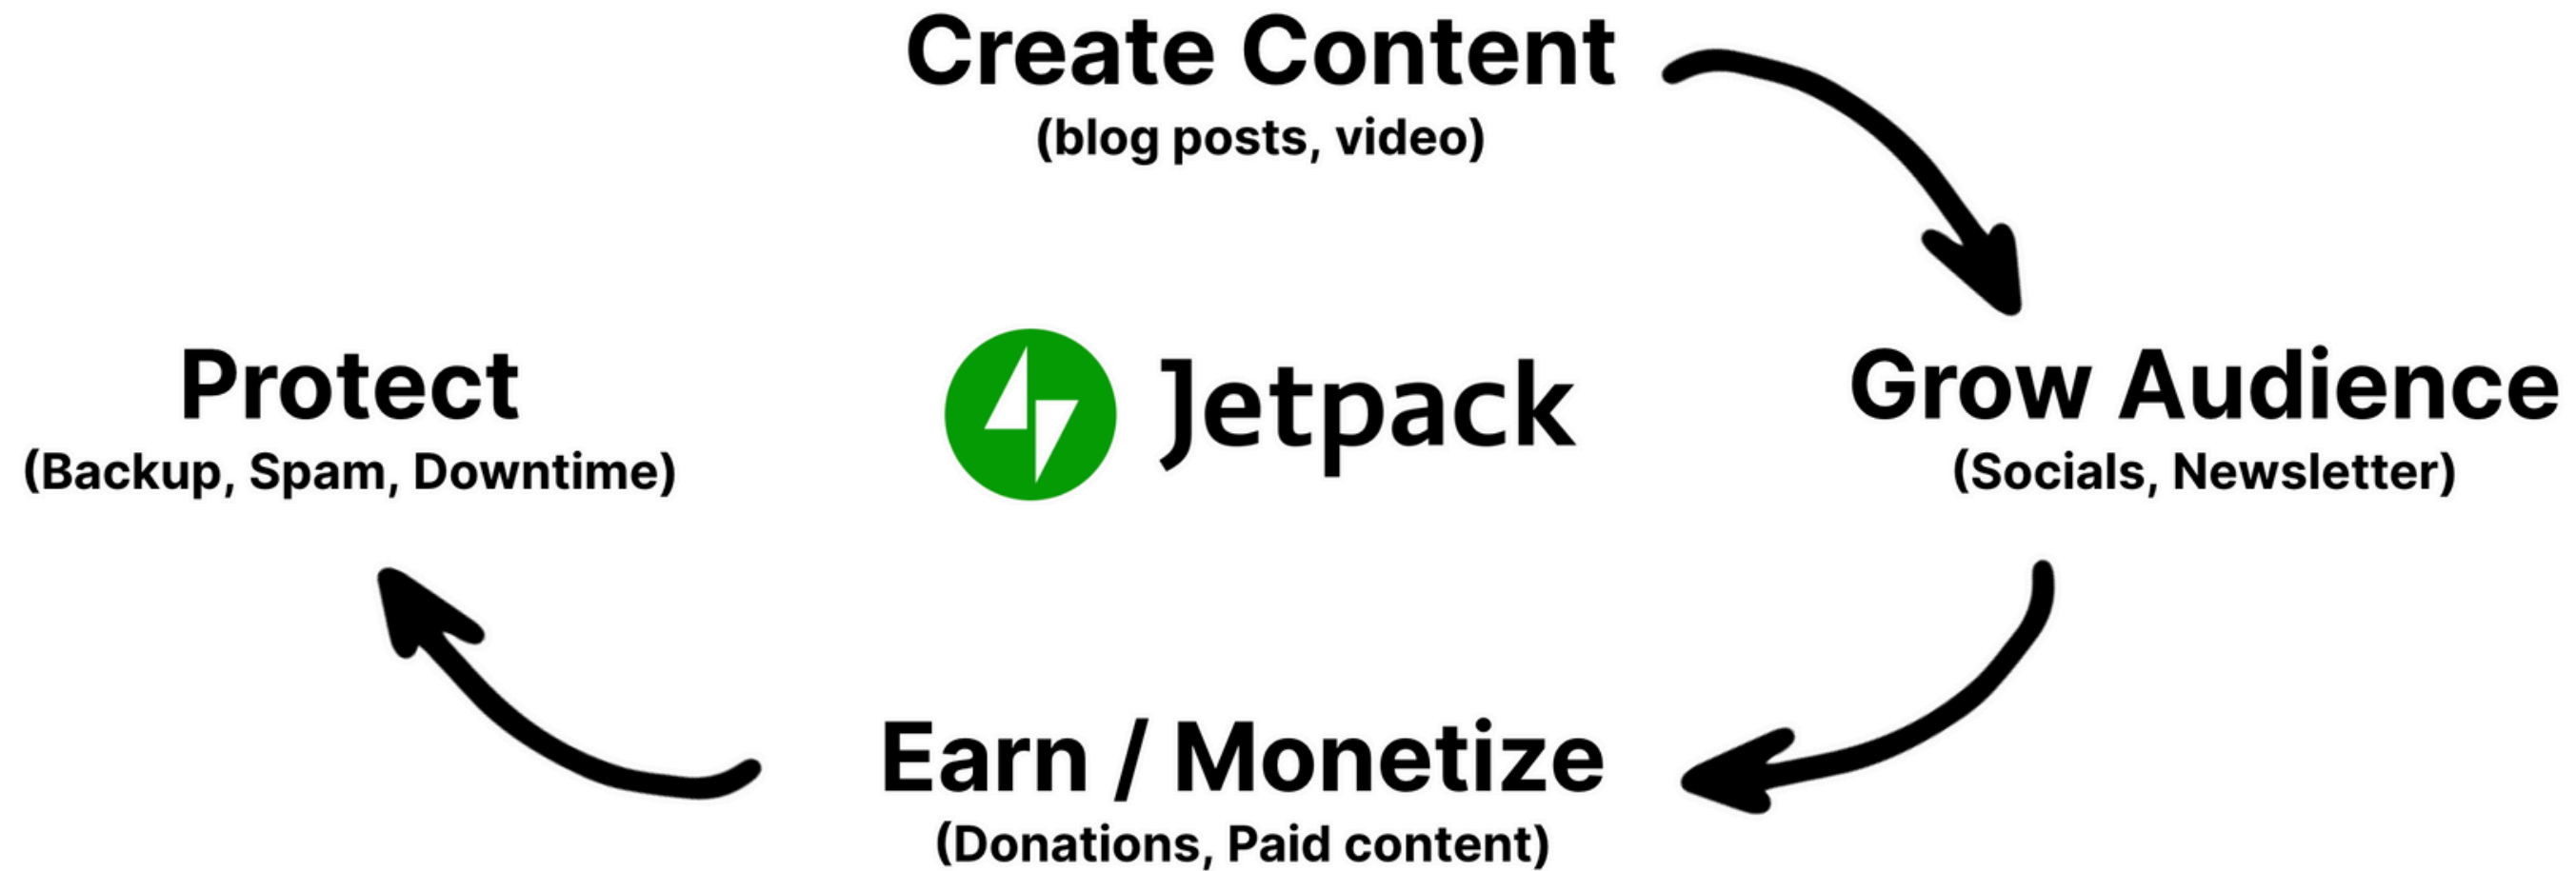 Create Content
(blog posts, video)
Protect
(Backup, Spam, Downtime)
Jetpack
Grow Audience
(Socials, Newsletter)
Earn / Monetize
(Donations, Paid content)